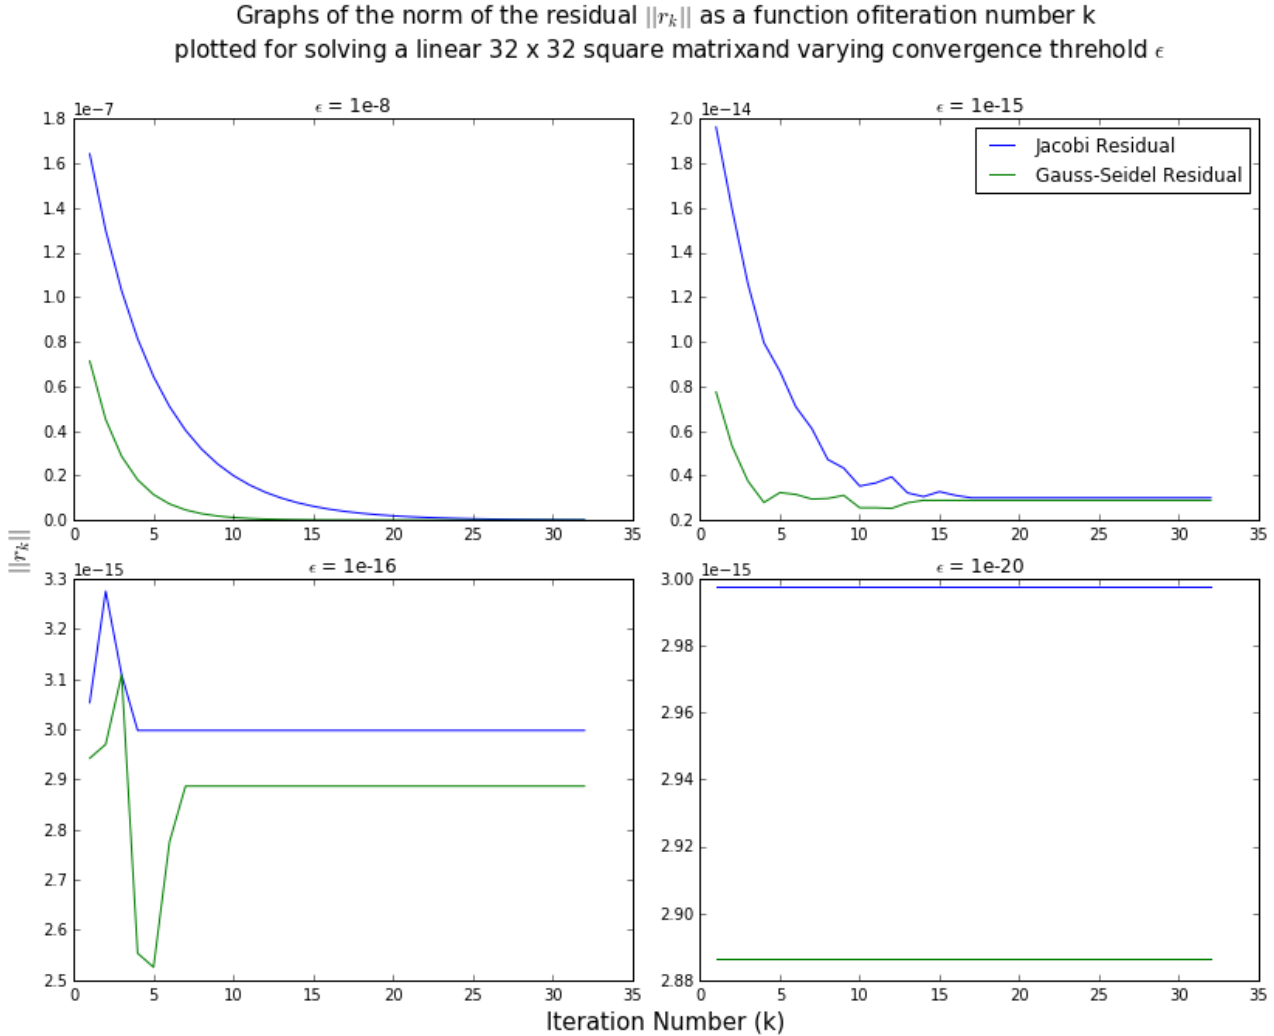 Graphs of the norm of the residual ||r_k|| as a function ofiteration number k
plotted for solving a linear 32 x 32 square matrixand varying convergence threhold ϵ
1e−7
ϵ = 1e-8
1.8
1.6
1.4
1.2
1.0
0.8
0.6
0.4
0.2
0.0
0 5 10 15 20 25 30 35
1e−14
ϵ = 1e-15
2.0
1.8
1.6
1.4
1.2
1.0
0.8
0.6
0.4
0.2
0 5 10 15 20 25 30 35
Jacobi Residual
Gauss-Seidel Residual
||r_k||
1e−15
ϵ = 1e-16
3.3
3.2
3.1
3.0
2.9
2.8
2.7
2.6
2.5
0 5 10 15 20 25 30 35
1e−15
ϵ = 1e-20
3.00
2.98
2.96
2.94
2.92
2.90
2.88
0 5 10 15 20 25 30 35
Iteration Number (k)